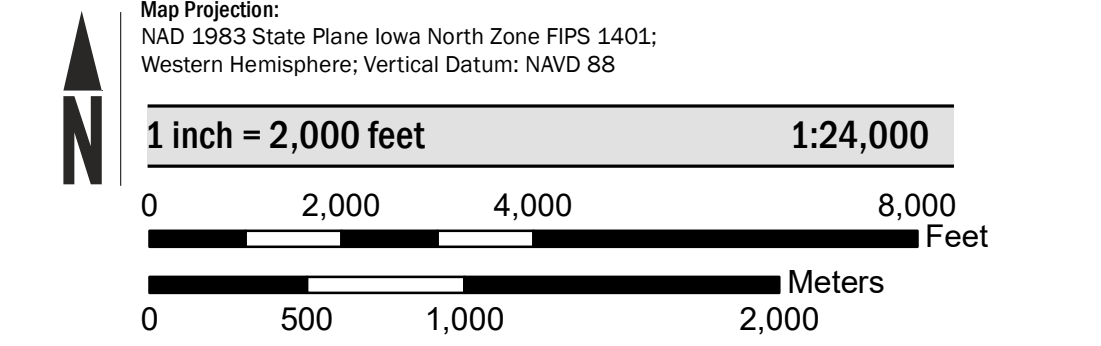 Map Projection:
NAD 1983 State Plane Iowa North Zone FIPS 1401;
Western Hemisphere; Vertical Datum: NAVD 88
N
1 inch = 2,000 feet 1:24,000
0 2,000 4,000 8,000
Feet
Meters
0 500 1,000 2,000